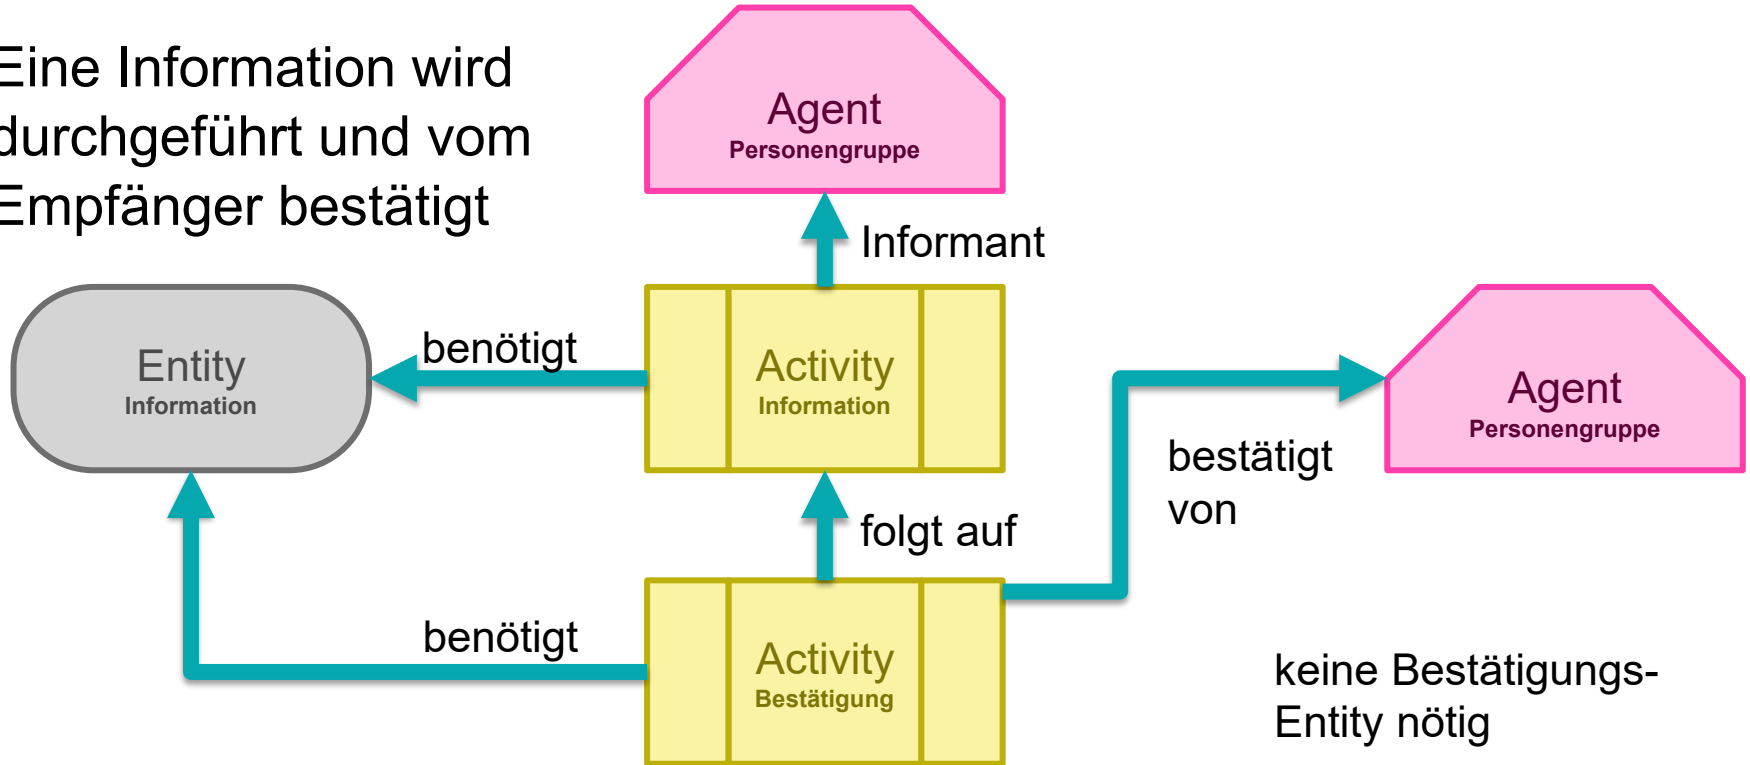 Eine Information wird
durchgeführt und vom
Empfänger bestätigt
Agent
Personengruppe
Informant
Entity
Information
benötigt
Activity
Information
Agent
Personengruppe
bestätigt
von
folgt auf
benötigt
Activity
Bestätigung
keine Bestätigungs-
Entity nötig